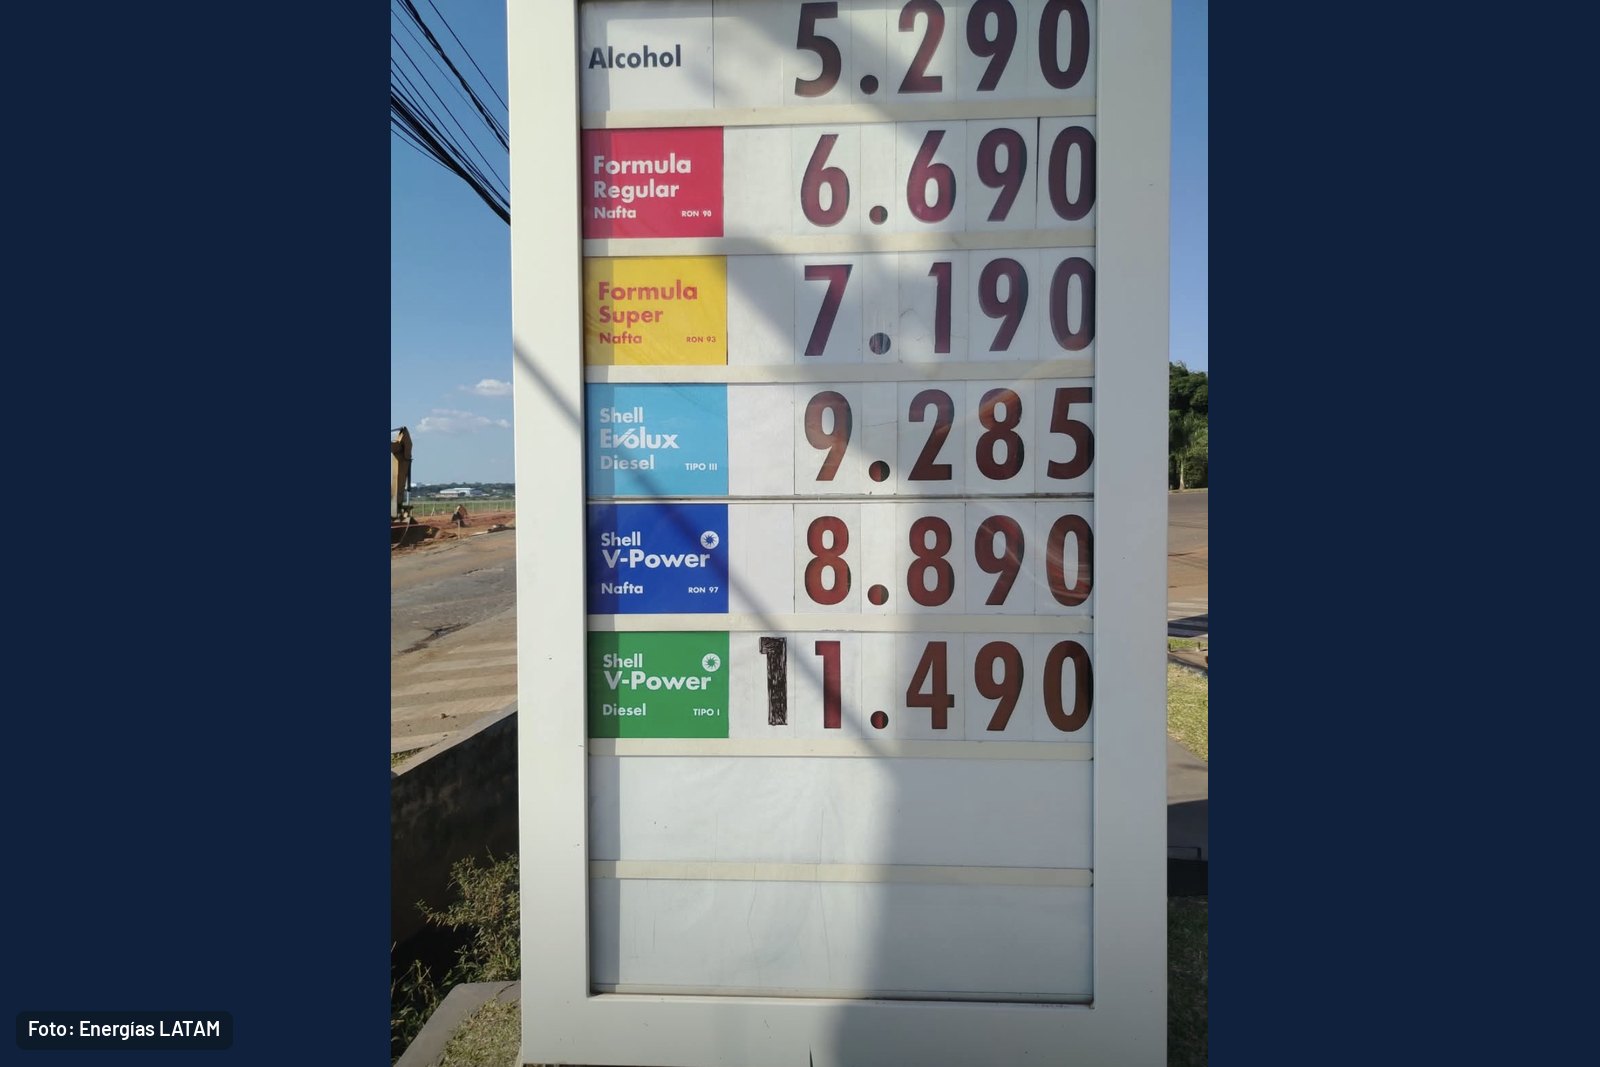 Alcohol 5.290
Formula
Regular
Nafta RON 90
6.690
Formula
Super
Nafta RON 93
7.190
Shell
Evolux
Diesel TIPO III
9.285
Shell
V-Power
Nafta RON 97
8.890
Shell
V-Power
Diesel TIPO I
11.490
Foto: Energías LATAM